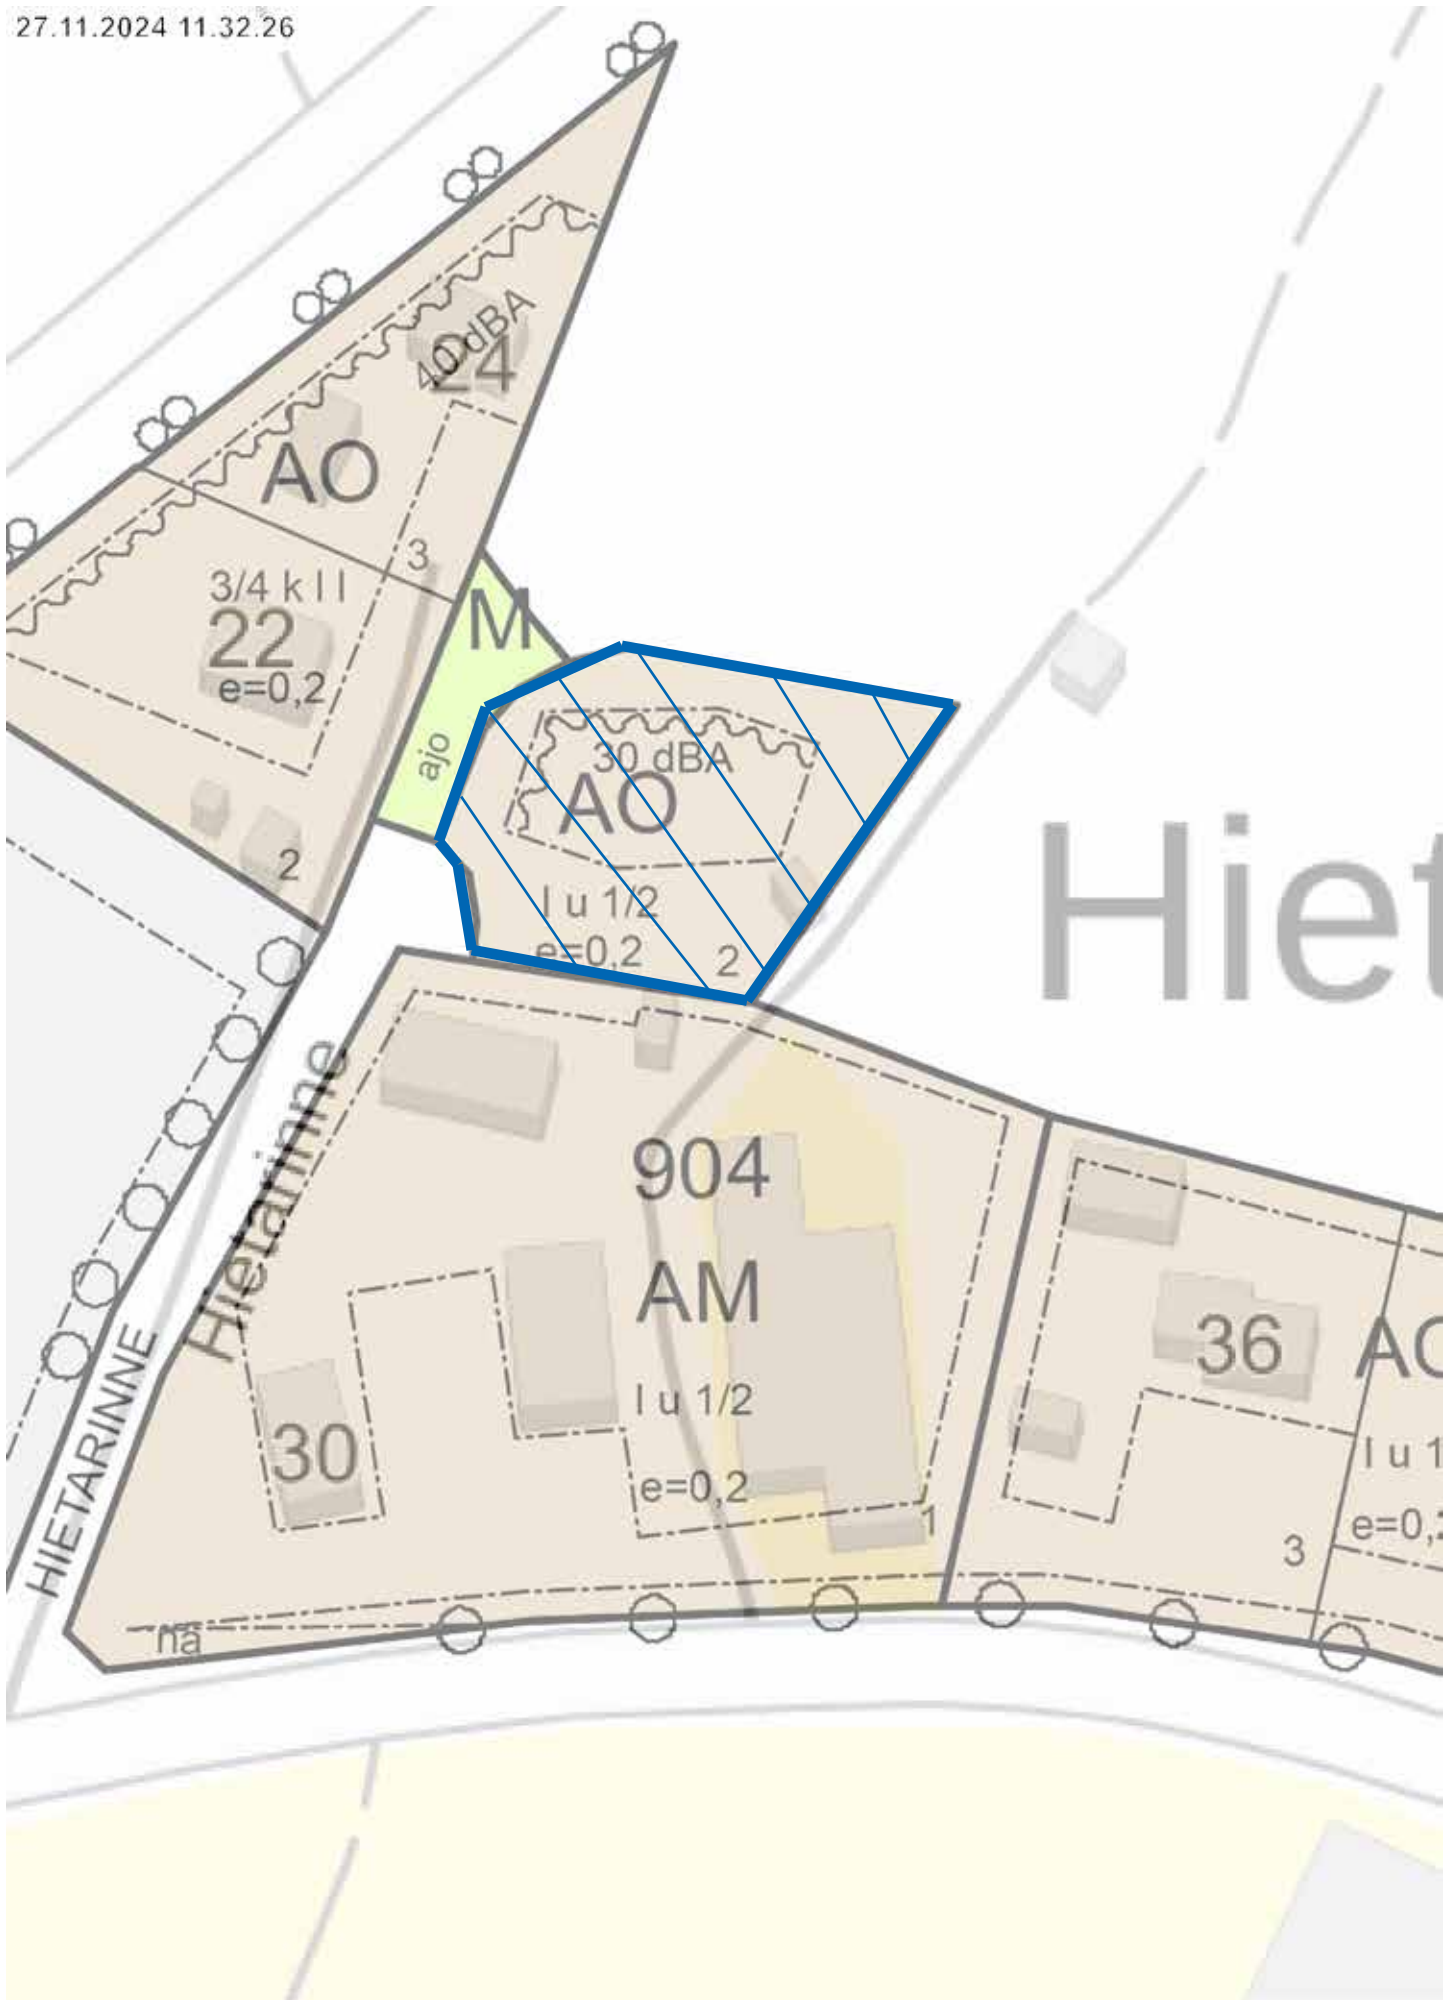 27.11.2024 11.32.26
40 dBA
24
AO
3
3/4 k I I
22
e=0,2
M
ajo
30 dBA
AO
I u 1/2
e=0,2
2
2
Hiet
Hietarinne
904
AM
I u 1/2
e=0,2
30
1
36
AO
I u 1
e=0,2
3
HIETARINNE
na